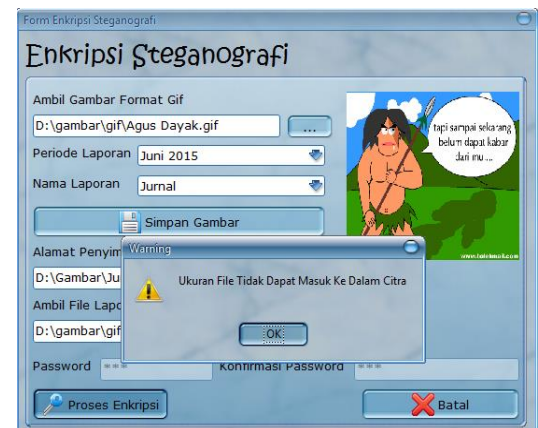 Form Enkripsi Steganografi
Enkripsi Steganografi
Ambil Gambar Format Gif
D:\gambar\gif\Agus Dayak.gif
...
Periode Laporan
Juni 2015
Nama Laporan
Jurnal
Simpan Gambar
tapi sampai sekarang
belum dapat kabar
dari mu ...
Alamat Penyim
D:\Gambar\Ju
Ambil File Lapo
D:\gambar\gif
Warning
Ukuran File Tidak Dapat Masuk Ke Dalam Citra
OK
Password
***
Konfirmasi Password
***
Proses Enkripsi
Batal